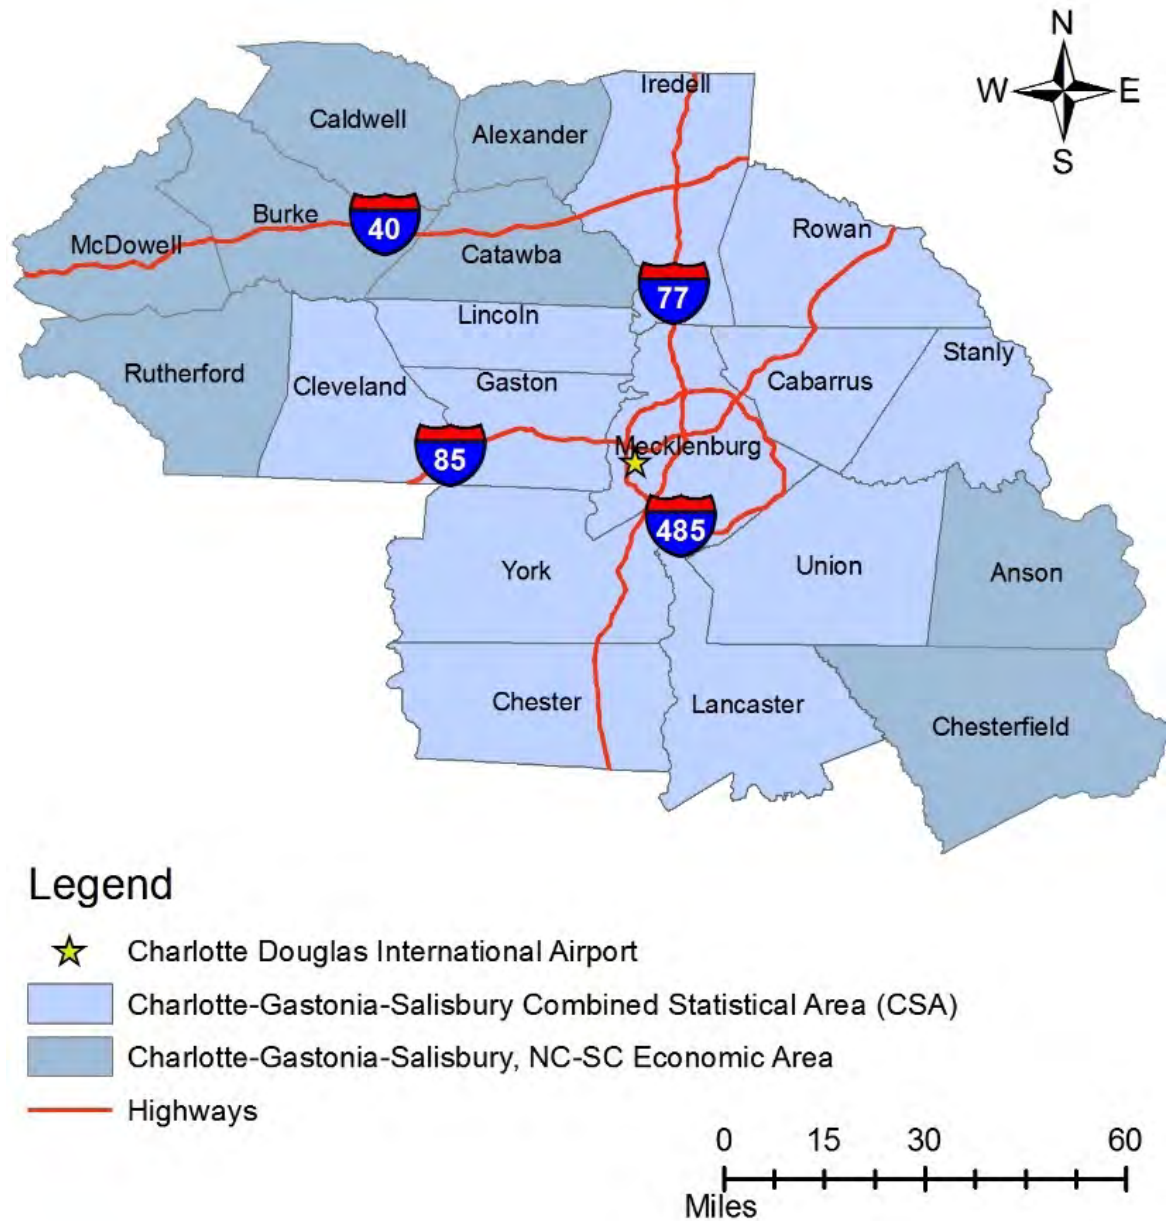 N
W E
S
Iredell
Caldwell
Alexander
Burke
40
Rowan
McDowell
Catawba
77
Lincoln
Stanly
Rutherford
Cleveland
Gaston
Cabarrus
85
Mecklenburg
485
York
Union
Anson
Chester
Lancaster
Chesterfield
Legend
Charlotte Douglas International Airport
Charlotte-Gastonia-Salisbury Combined Statistical Area (CSA)
Charlotte-Gastonia-Salisbury, NC-SC Economic Area
Highways
0 15 30 60
Miles